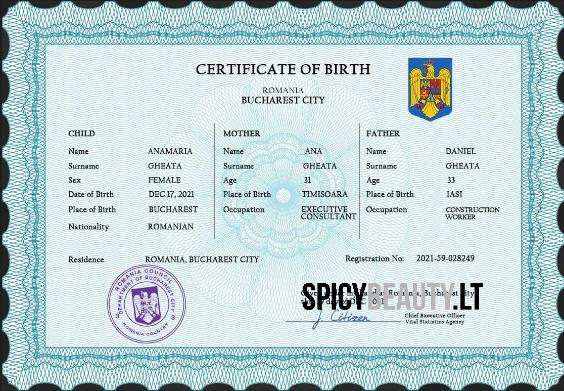 CERTIFICATE OF BIRTH
ROMANIA
BUCHAREST CITY
CHILD
Name ANAMARIA
Surname GHEATA
Sex FEMALE
Date of Birth DEC 17, 2021
Place of Birth BUCHAREST
Nationality ROMANIAN
MOTHER
Name ANA
Surname GHEATA
Age 31
Place of Birth TIMISOARA
Occupation EXECUTIVE
CONSULTANT
FATHER
Name DANIEL
Surname GHEATA
Age 33
Place of Birth IASI
Occupation CONSTRUCTION
WORKER
Residence ROMANIA, BUCHAREST CITY
Registration No: 2021-59-028249
ROMANIA COUNCIL
DEPARTMENT OF BUCHAREST CITY
ROMANIA COUNTRY
SPICYBEAUTY.LT
J. Citizen
Chief Executive Officer
Vital Statistics Agency